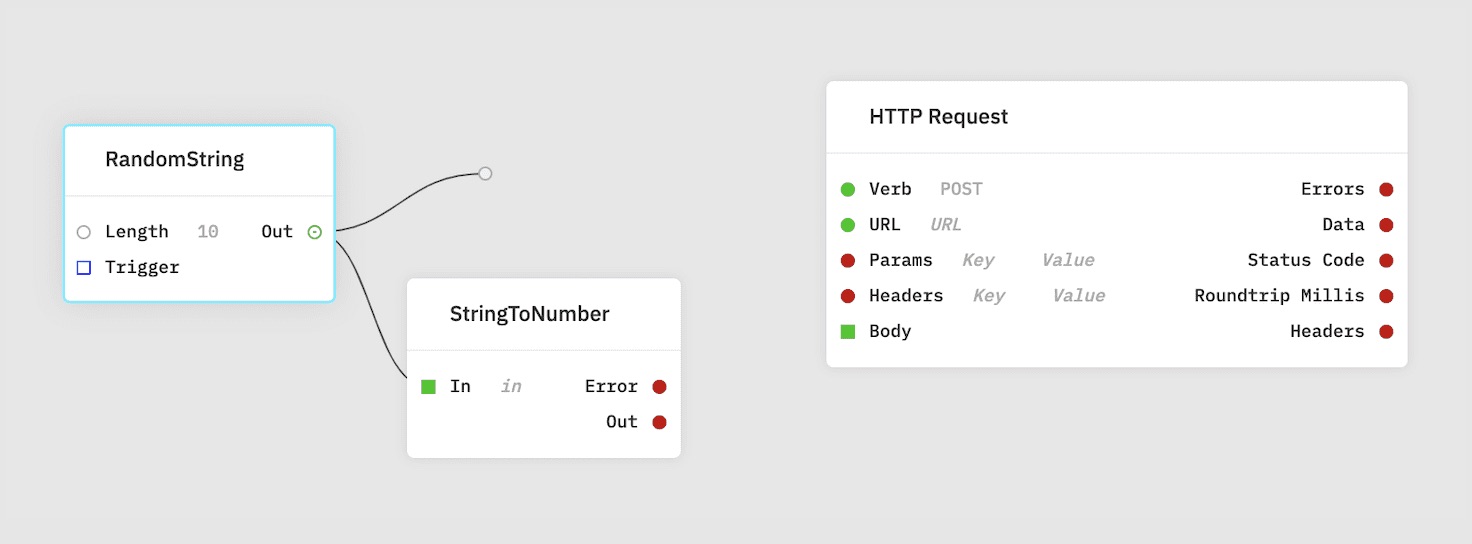 RandomString
Length 10 Out
Trigger
StringToNumber
In in Error
Out
HTTP Request
Verb POST Errors
URL URL Data
Params Key Value Status Code
Headers Key Value Roundtrip Millis
Body Headers